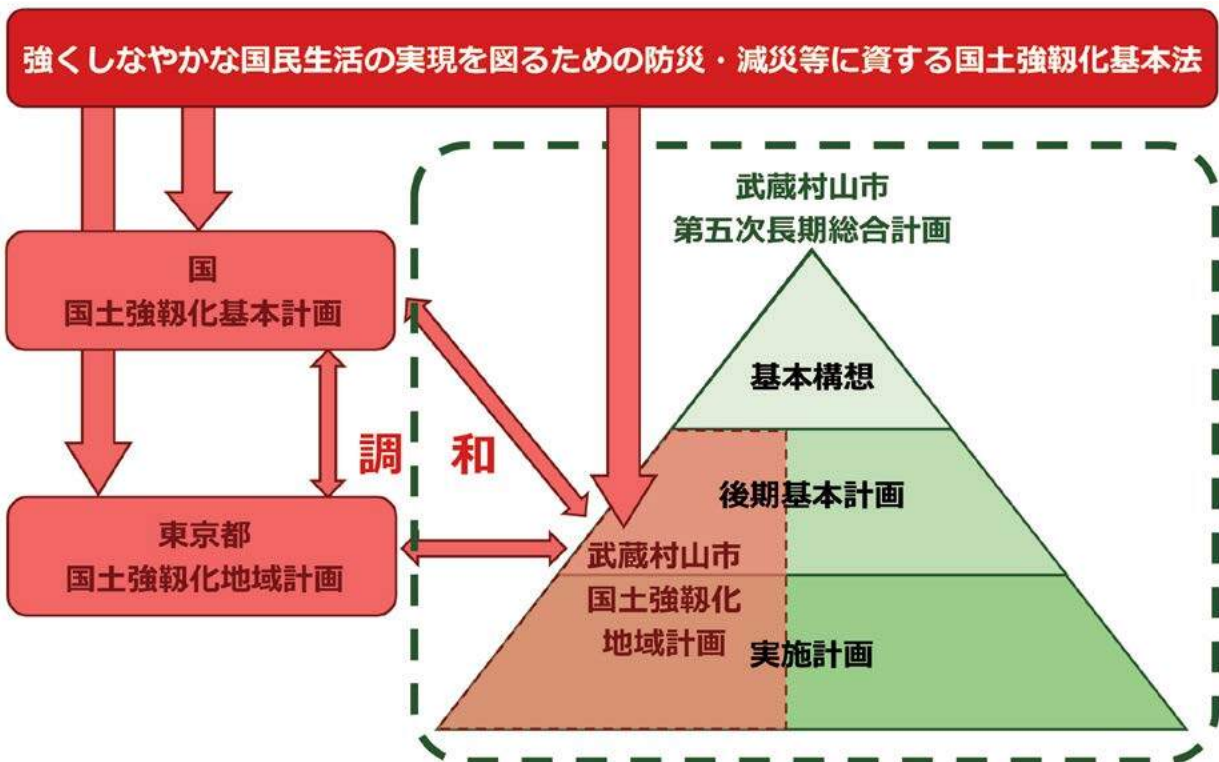 強くしなやかな国民生活の実現を図るための防災・減災等に資する国土強靱化基本法
武蔵村山市
第五次長期総合計画
国
国土強靱化基本計画
基本構想
調和
後期基本計画
東京都
国土強靱化地域計画
武蔵村山市
国土強靱化
地域計画
実施計画